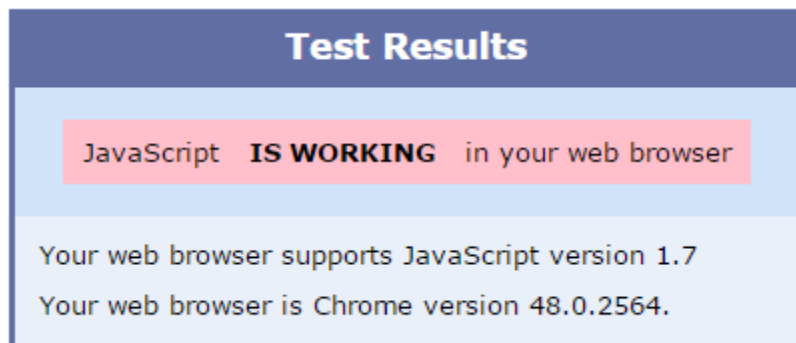 Test Results
JavaScript IS WORKING in your web browser
Your web browser supports JavaScript version 1.7
Your web browser is Chrome version 48.0.2564.